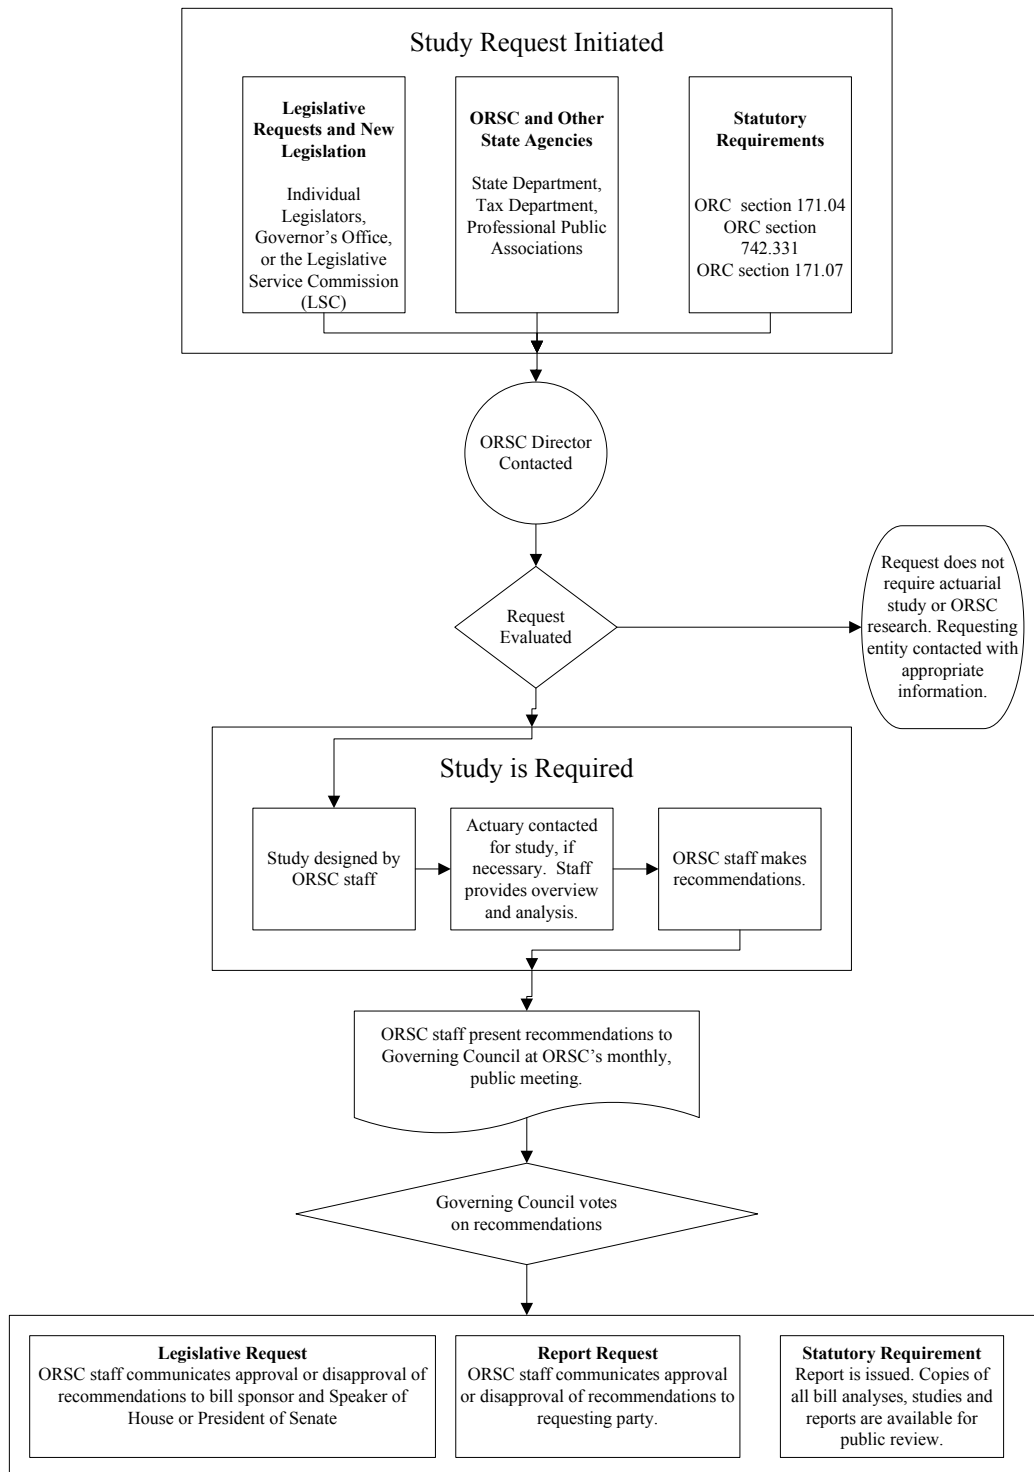 Study Request Initiated
Legislative
Requests and New
Legislation
Individual
Legislators,
Governor's Office,
or the Legislative
Service Commission
(LSC)
ORSC and Other
State Agencies
State Department,
Tax Department,
Professional Public
Associations
Statutory
Requirements
ORC section 171.04
ORC section
742.331
ORC section 171.07
ORSC Director
Contacted
Request
Evaluated
Request does not
require actuarial
study or ORSC
research. Requesting
entity contacted with
appropriate
information.
Study is Required
Study designed by
ORSC staff
Actuary contacted
for study, if
necessary. Staff
provides overview
and analysis.
ORSC staff makes
recommendations.
ORSC staff present recommendations to
Governing Council at ORSC's monthly,
public meeting.
Governing Council votes
on recommendations
Legislative Request
ORSC staff communicates approval or disapproval of
recommendations to bill sponsor and Speaker of
House or President of Senate
Report Request
ORSC staff communicates approval
or disapproval of recommendations to
requesting party.
Statutory Requirement
Report is issued. Copies of
all bill analyses, studies and
reports are available for
public review.